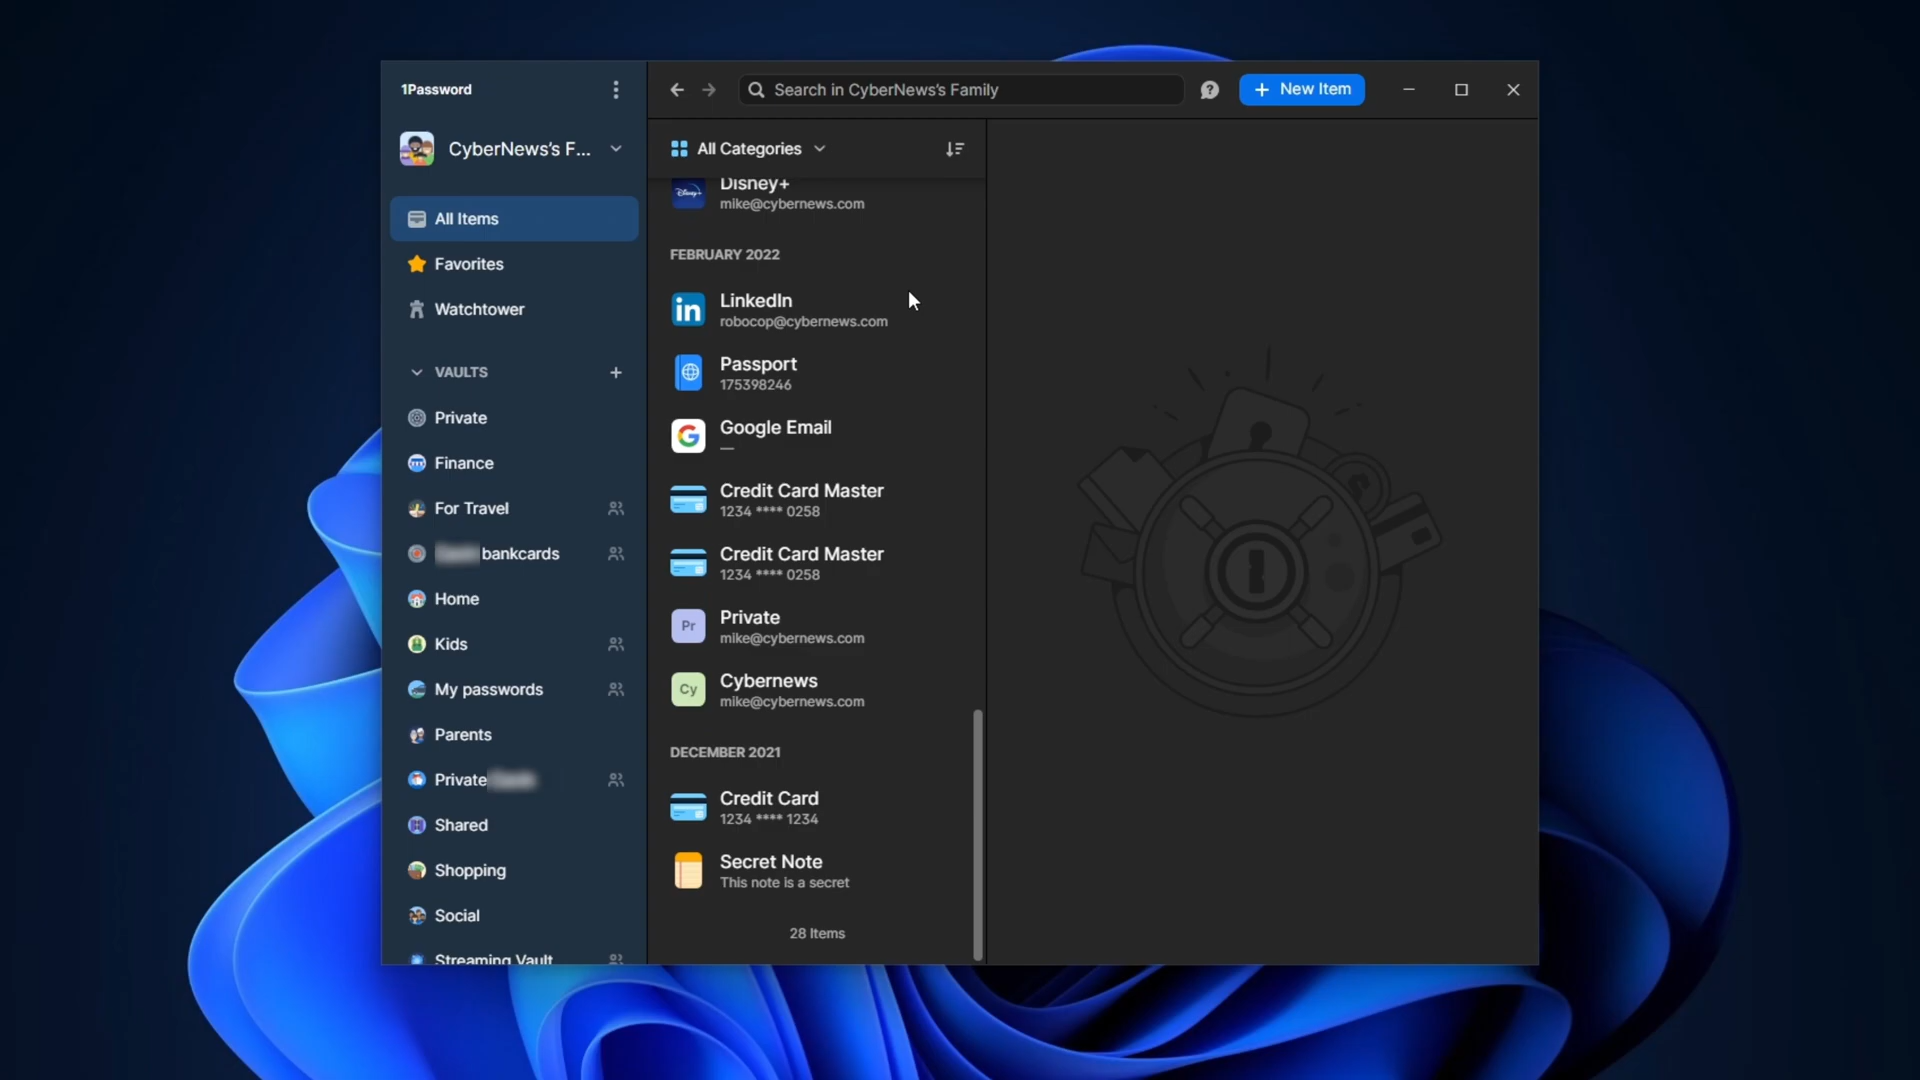 1Password
CyberNews's F...
All Items
Favorites
Watchtower
VAULTS
Private
Finance
For Travel
bankcards
Home
Kids
My passwords
Parents
Private
Shared
Shopping
Social
Streaming Vault
Search in CyberNews's Family
New Item
All Categories
Disney+
Disney+
mike@cybernews.com
FEBRUARY 2022
in
LinkedIn
robocop@cybernews.com
Passport
175398246
G
Google Email
—
Credit Card Master
1234 **** 0258
Credit Card Master
1234 **** 0258
Pr
Private
mike@cybernews.com
Cy
Cybernews
mike@cybernews.com
DECEMBER 2021
Credit Card
1234 **** 1234
Secret Note
This note is a secret
28 Items